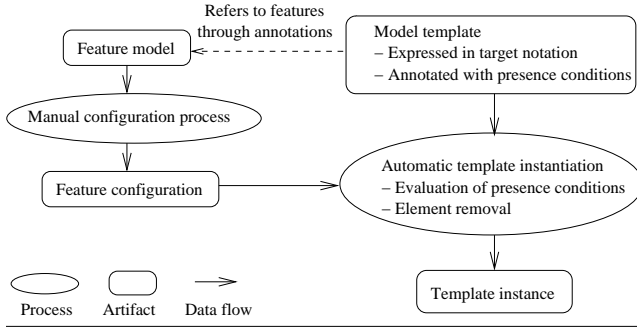 Refers to features
through annotations
Feature model
Model template
– Expressed in target notation
– Annotated with presence conditions
Manual configuration process
Feature configuration
Automatic template instantiation
– Evaluation of presence conditions
– Element removal
Template instance
Process
Artifact
Data flow